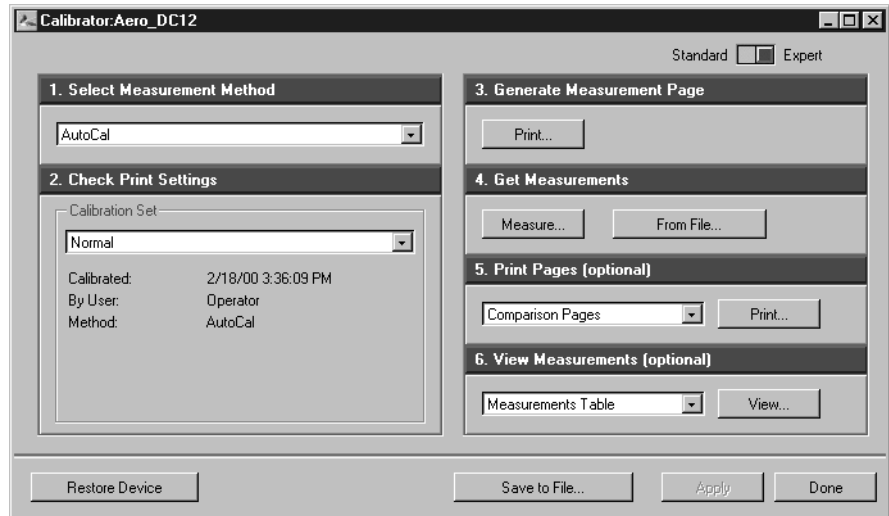 Calibrator:Aero_DC12
Standard Expert
1. Select Measurement Method
AutoCal
2. Check Print Settings
Calibration Set
Normal
Calibrated: 2/18/00 3:36:09 PM
By User: Operator
Method: AutoCal
3. Generate Measurement Page
Print...
4. Get Measurements
Measure... From File...
5. Print Pages (optional)
Comparison Pages Print...
6. View Measurements (optional)
Measurements Table View...
Restore Device Save to File... Apply Done